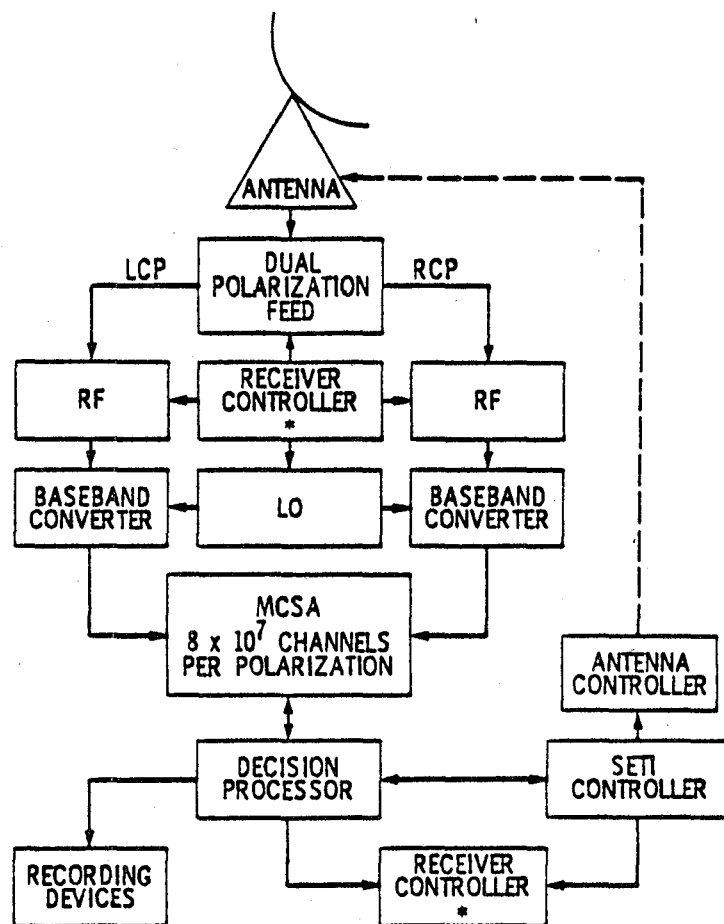 ANTENNA
LCP
DUAL
POLARIZATION
FEED
RCP
RF
RECEIVER
CONTROLLER
*
RF
BASEBAND
CONVERTER
LO
BASEBAND
CONVERTER
MCSA
8 x 10⁷ CHANNELS
PER POLARIZATION
ANTENNA
CONTROLLER
DECISION
PROCESSOR
SETI
CONTROLLER
RECORDING
DEVICES
RECEIVER
CONTROLLER
*